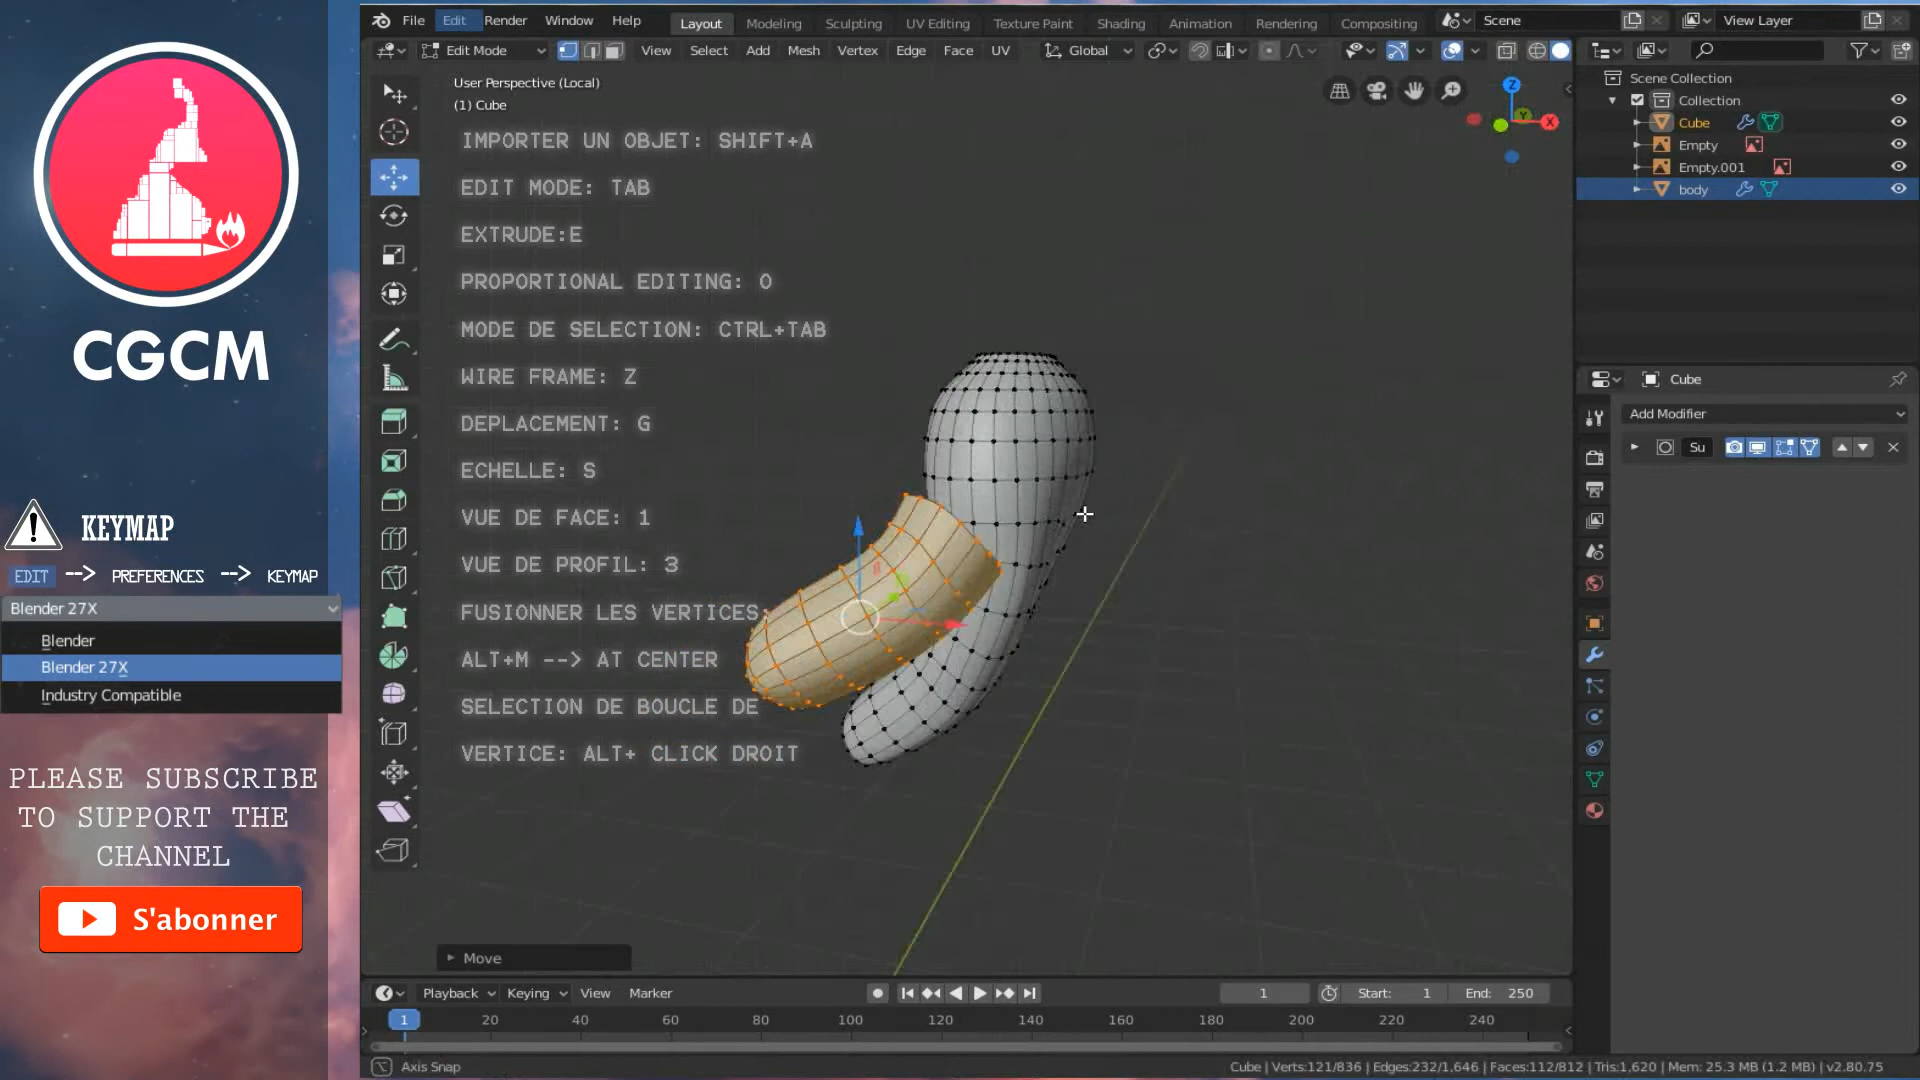 CGCM
KEYMAP
EDIT --> PREFERENCES --> KEYMAP
Blender 27X
Blender
Blender 27X
Industry Compatible
PLEASE SUBSCRIBE
TO SUPPORT THE
CHANNEL
S'abonner
File Edit Render Window Help
Layout Modeling Sculpting UV Editing Texture Paint Shading Animation Rendering Compositing
Scene
View Layer
Edit Mode
View Select Add Mesh Vertex Edge Face UV
Global
User Perspective (Local)
(1) Cube
IMPORTER UN OBJET: SHIFT+A
EDIT MODE: TAB
EXTRUDE:E
PROPORTIONAL EDITING: O
MODE DE SELECTION: CTRL+TAB
WIRE FRAME: Z
DEPLACEMENT: G
ECHELLE: S
VUE DE FACE: 1
VUE DE PROFIL: 3
FUSIONNER LES VERTICES:
ALT+M --> AT CENTER
SELECTION DE BOUCLE DE
VERTICE: ALT+ CLICK DROIT
Z
Y
X
Move
Scene Collection
Collection
Cube
Empty
Empty.001
body
Cube
Add Modifier
Su
Playback Keying View Marker
1
Start: 1
End: 250
1 20 40 60 80 100 120 140 160 180 200 220 240
Axis Snap
Cube | Verts:121/836 | Edges:232/1,646 | Faces:112/812 | Tris:1,620 | Mem: 25.3 MB (1.2 MB) | v2.80.75